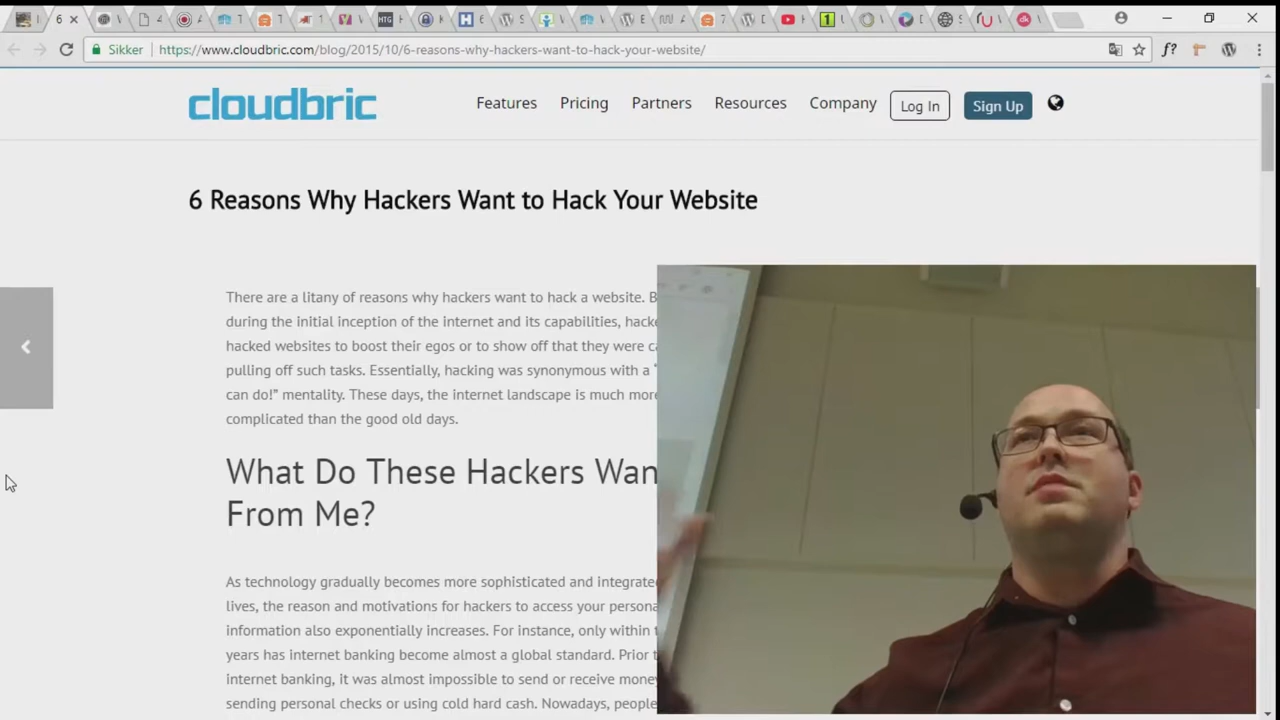 6
Sikker
https://www.cloudbric.com/blog/2015/10/6-reasons-why-hackers-want-to-hack-your-website/
f?
cloudbric
Features
Pricing
Partners
Resources
Company
Log In
Sign Up
6 Reasons Why Hackers Want to Hack Your Website
There are a litany of reasons why hackers want to hack a website. B
during the initial inception of the internet and its capabilities, hacke
hacked websites to boost their egos or to show off that they were ca
pulling off such tasks. Essentially, hacking was synonymous with a "
can do!” mentality. These days, the internet landscape is much more
complicated than the good old days.
What Do These Hackers Wan
From Me?
As technology gradually becomes more sophisticated and integrated
lives, the reason and motivations for hackers to access your persona
information also exponentially increases. For instance, only within t
years has internet banking become almost a global standard. Prior t
internet banking, it was almost impossible to send or receive money
sending personal checks or using cold hard cash. Nowadays, people